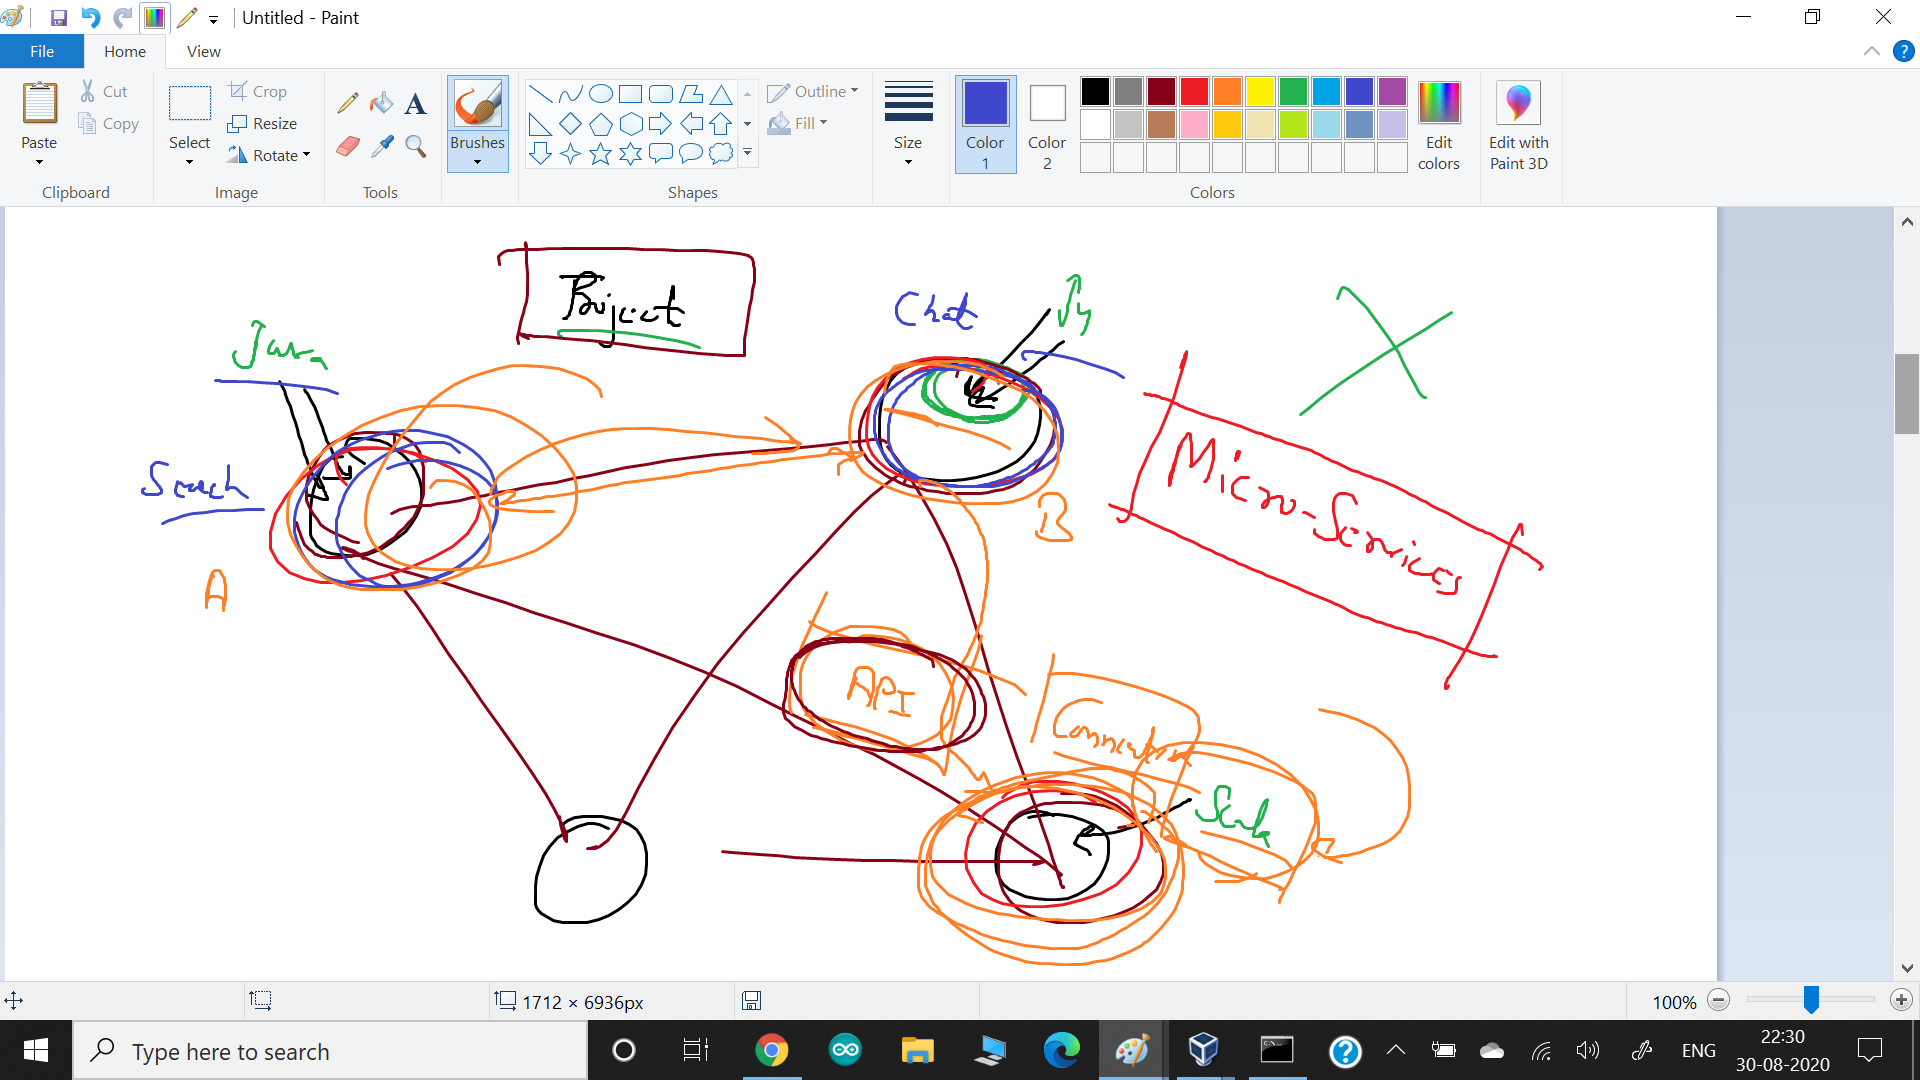 Untitled - Paint
File
Home
View
Paste
Cut
Copy
Clipboard
Select
Crop
Resize
Rotate
Image
Tools
Brushes
Shapes
Outline
Fill
Size
Color 1
Color 2
Edit colors
Colors
Edit with Paint 3D
Project
Chat
Py
Java
Search
A
B
Micro-Services
API
Scala
1712 × 6936px
100%
Type here to search
ENG
22:30
30-08-2020